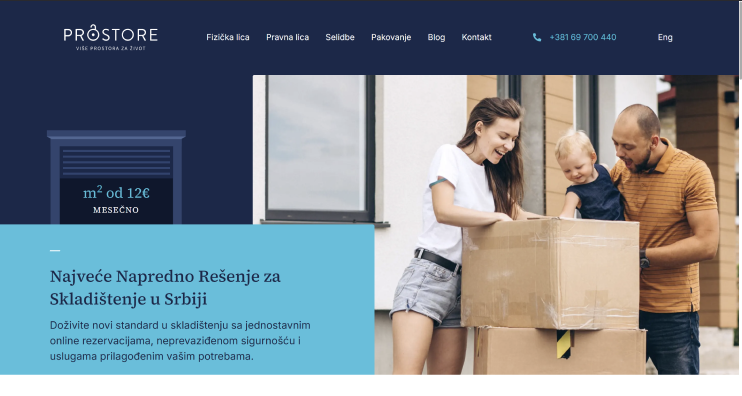 PROSTORE
VIŠE PROSTORA ZA ŽIVOT
Fizička lica
Pravna lica
Selidbe
Pakovanje
Blog
Kontakt
+381 69 700 440
Eng
m² od 12€
MESEČNO
Najveće Napredno Rešenje za
Skladištenje u Srbiji
Doživite novi standard u skladištenju sa jednostavnim
online rezervacijama, neprevaziđenom sigurnošću i
uslugama prilagođenim vašim potrebama.